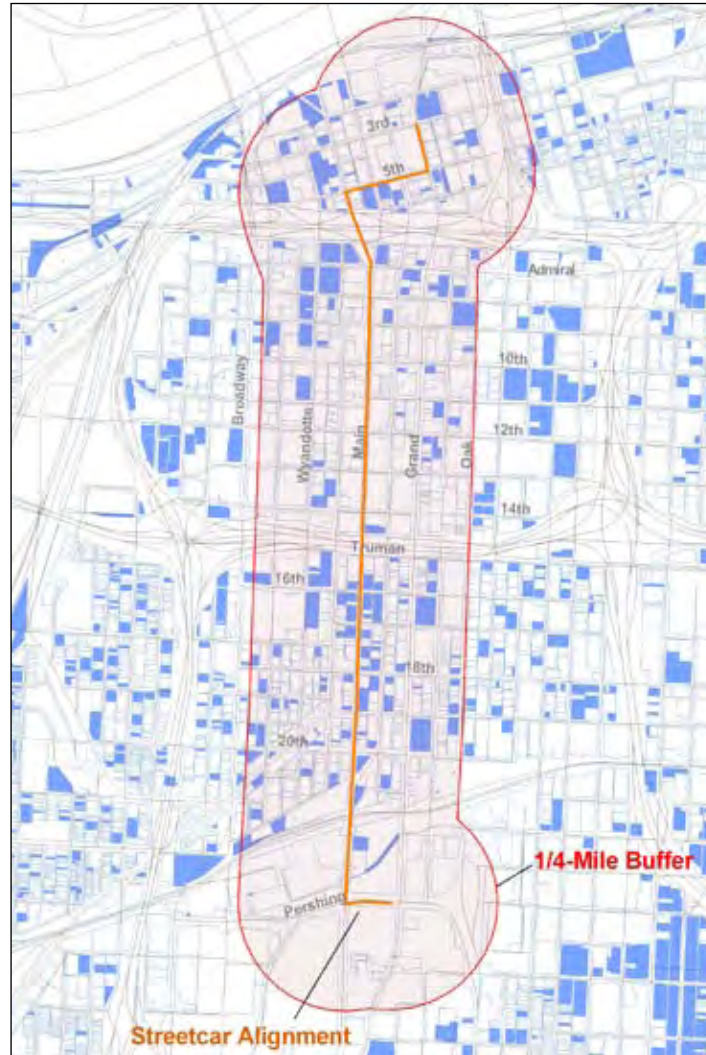 3rd
5th
Admiral
10th
Broadway
Wyandotte
Main
Grand
Oak
12th
14th
Truman
16th
18th
20th
1/4-Mile Buffer
Pershing
Streetcar Alignment